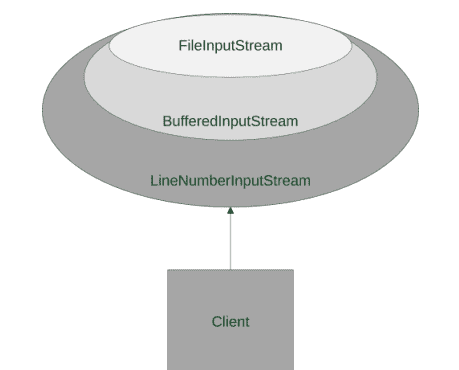 FileInputStream
BufferedInputStream
LineNumberInputStream
Client